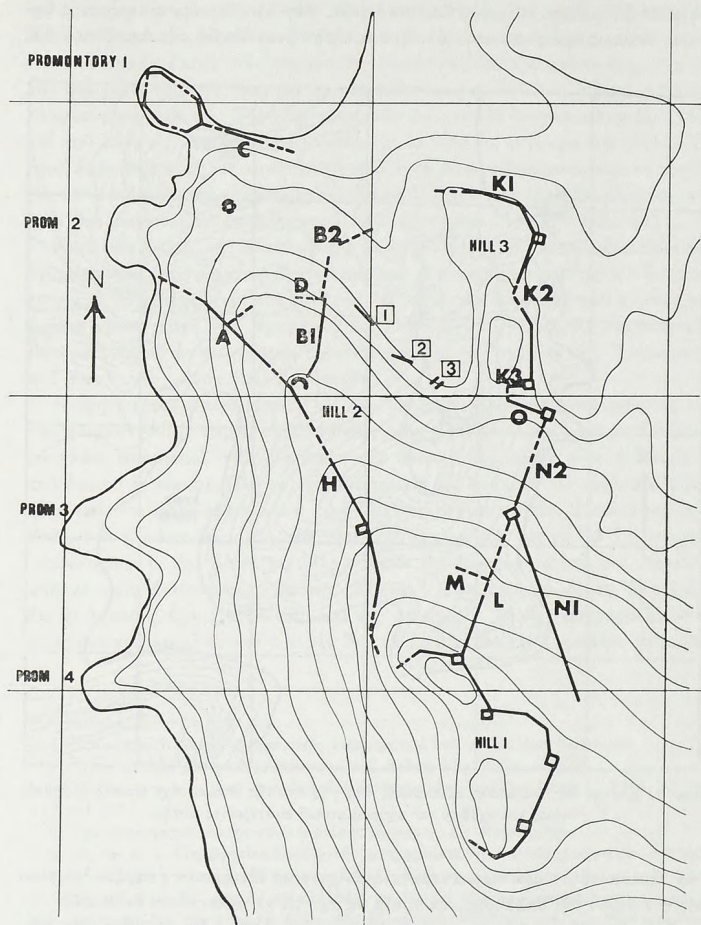 PROMONTORY 1
C
K1
PROM 2
B2
HILL 3
N
D
K2
1
A
B1
2
3
K3
HILL 2
O
H
N2
PROM 3
M
L
N1
PROM 4
HILL 1